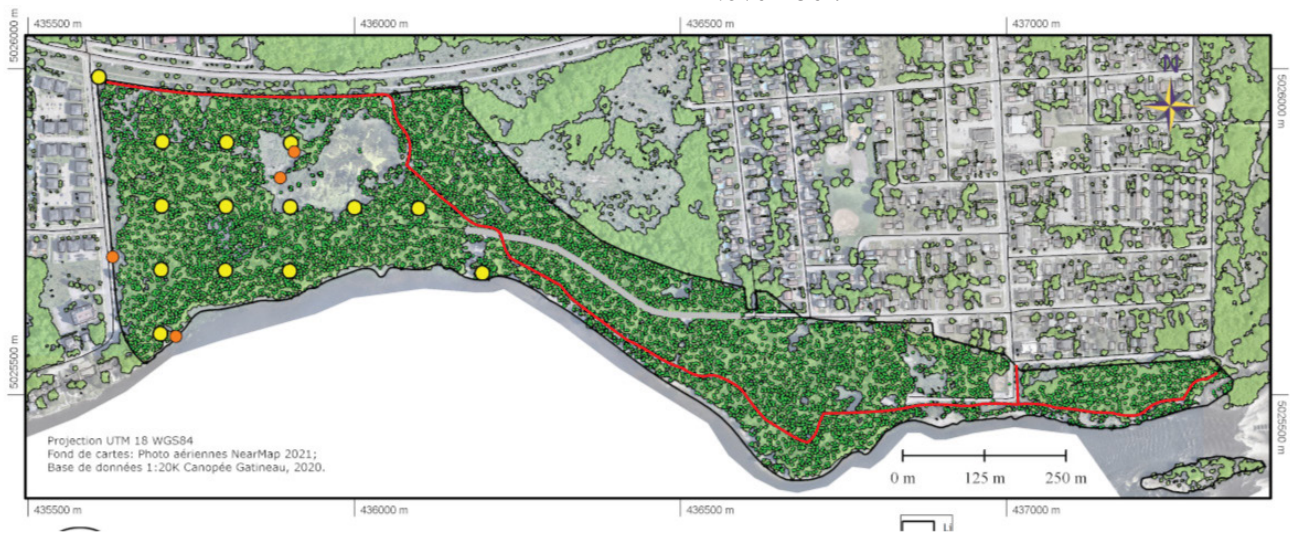 435500 m
436000 m
436500 m
437000 m
5026000 m
5026000 m
N
5025500 m
5025500 m
Projection UTM 18 WGS84
Fond de cartes: Photo aériennes NearMap 2021;
Base de données 1:20K Canopée Gatineau, 2020.
0 m
125 m
250 m
435500 m
436000 m
436500 m
437000 m
Li